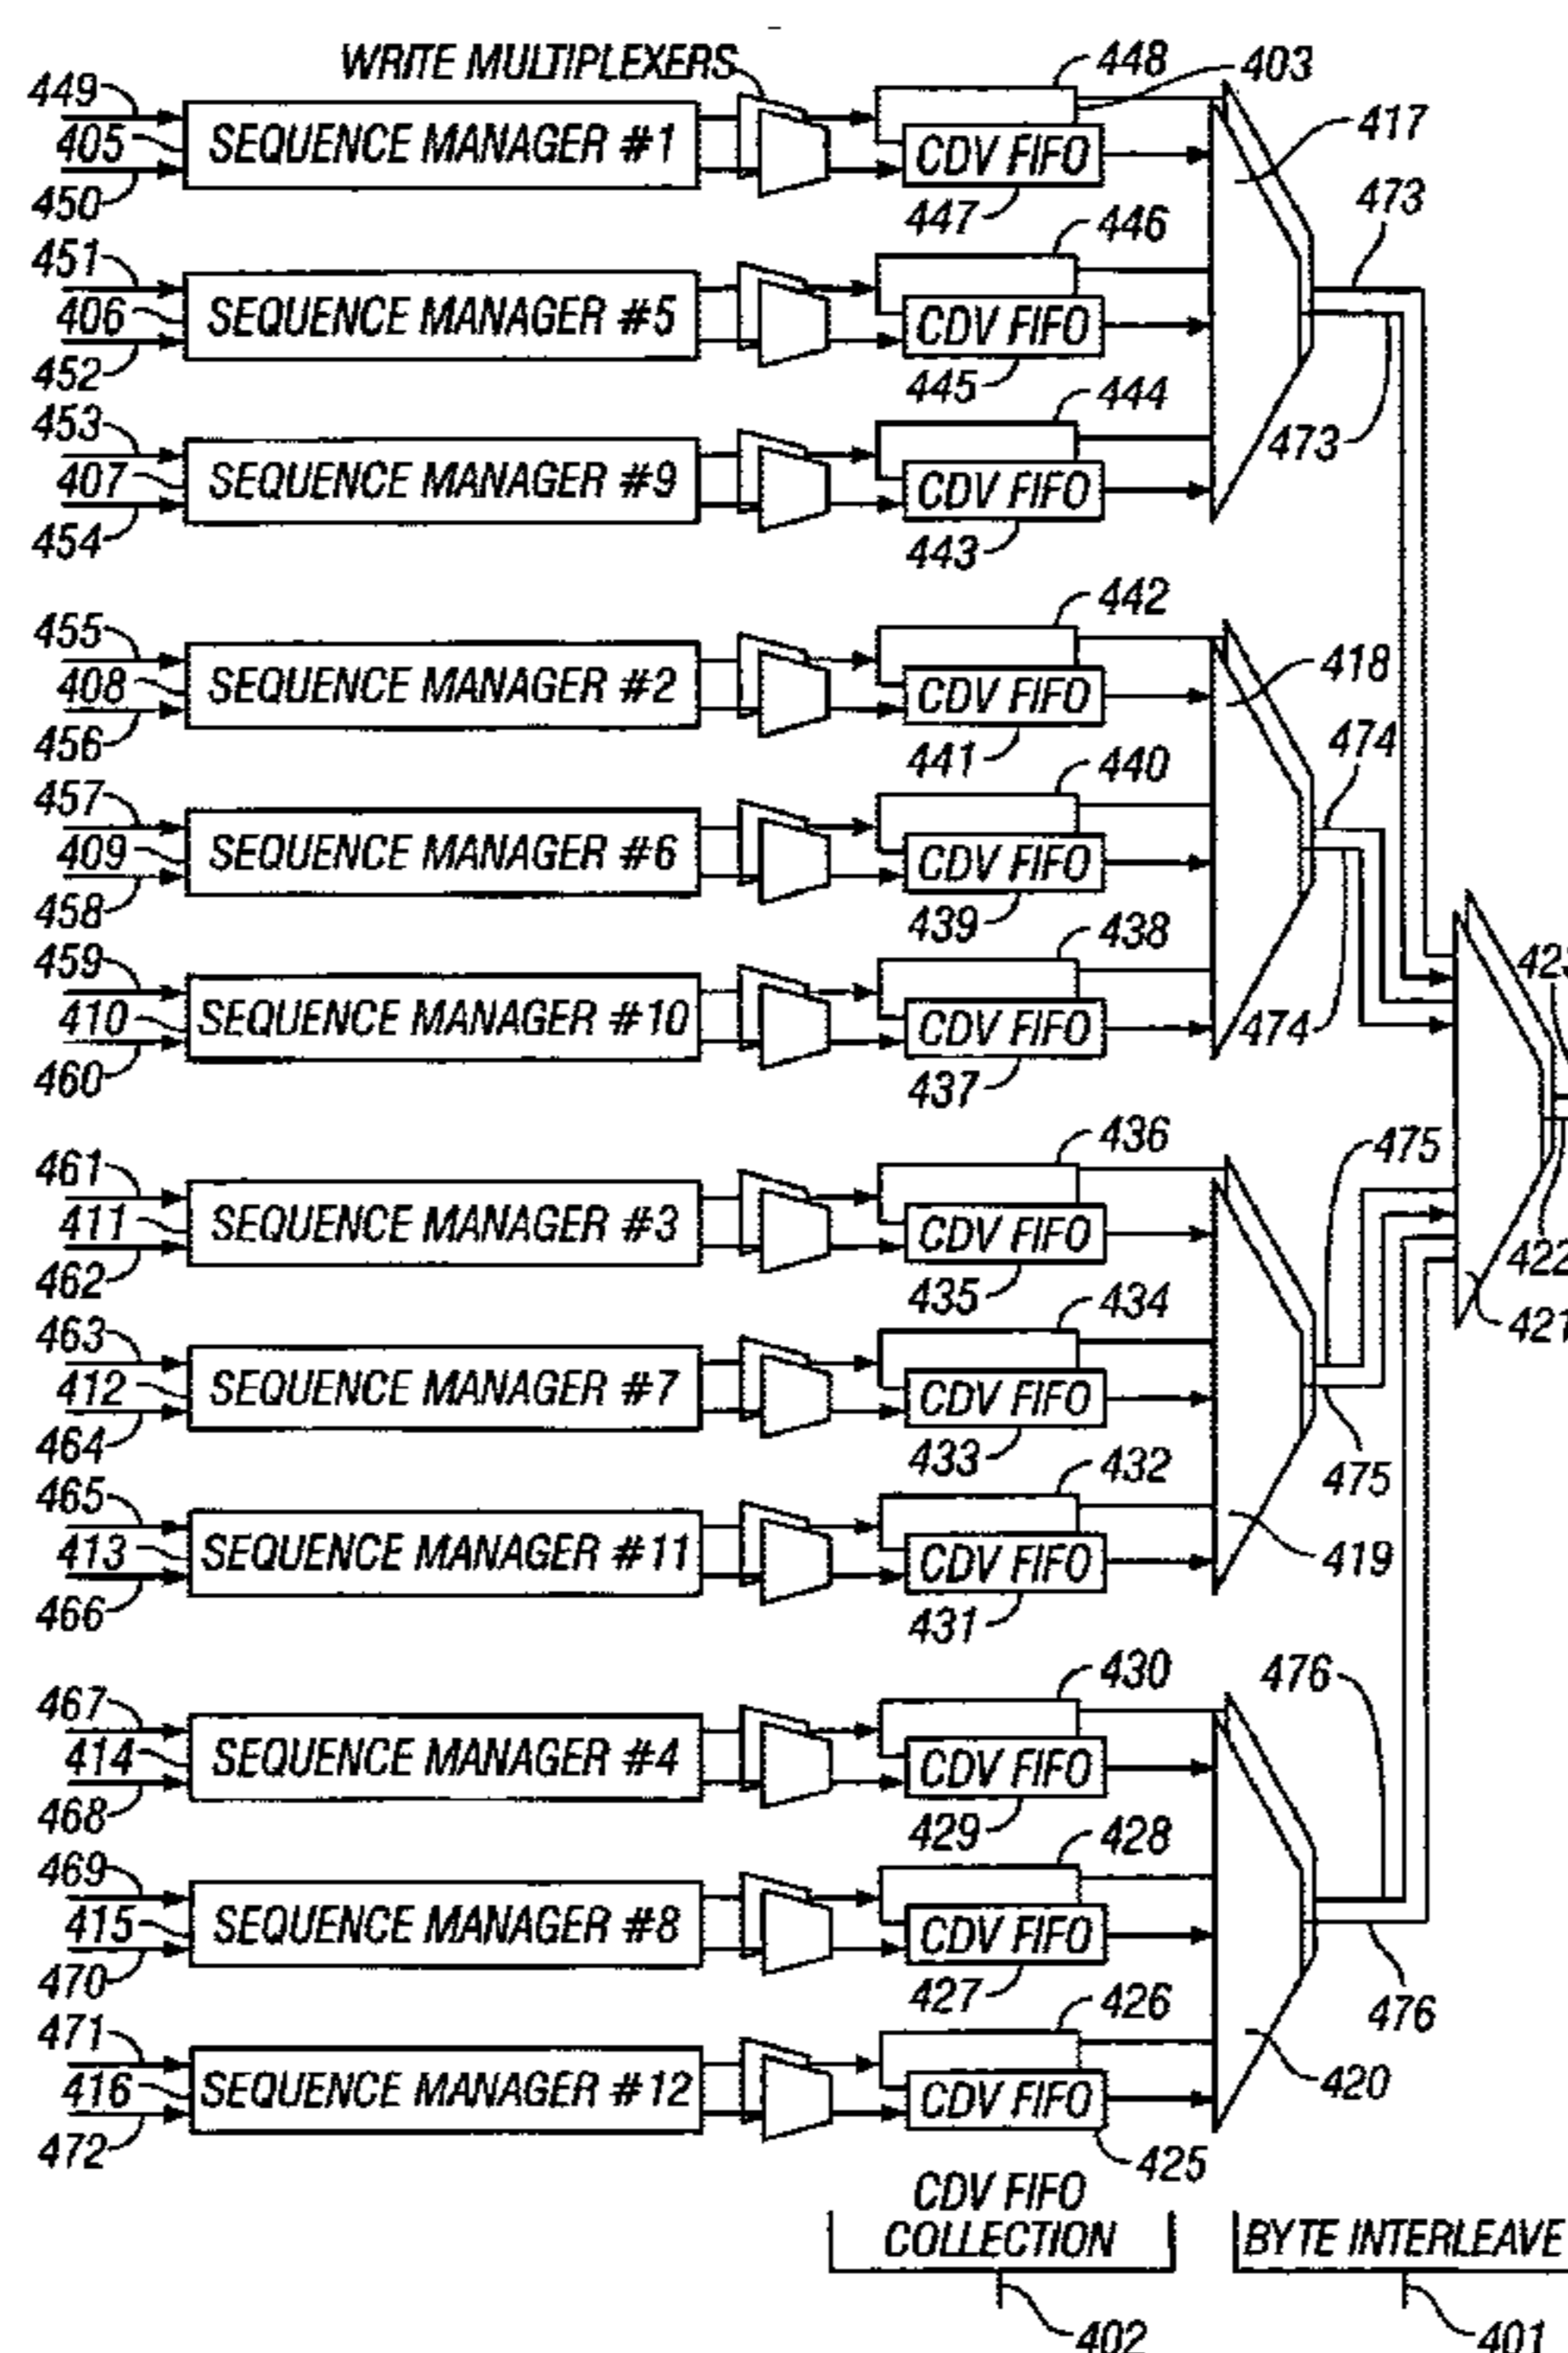 WRITE MULTIPLEXERS
448
403
449
405
450
SEQUENCE MANAGER #1
CDV FIFO
447
417
473
451
406
452
SEQUENCE MANAGER #5
446
CDV FIFO
445
453
407
454
SEQUENCE MANAGER #9
444
CDV FIFO
443
473
455
408
456
SEQUENCE MANAGER #2
442
CDV FIFO
441
418
474
457
409
458
SEQUENCE MANAGER #6
440
CDV FIFO
439
459
410
460
SEQUENCE MANAGER #10
438
CDV FIFO
437
474
423
461
411
462
SEQUENCE MANAGER #3
436
CDV FIFO
435
475
422
421
463
412
464
SEQUENCE MANAGER #7
434
CDV FIFO
433
475
465
413
466
SEQUENCE MANAGER #11
432
CDV FIFO
431
419
467
414
468
SEQUENCE MANAGER #4
430
CDV FIFO
429
476
469
415
470
SEQUENCE MANAGER #8
428
CDV FIFO
427
476
471
416
472
SEQUENCE MANAGER #12
426
CDV FIFO
425
420
CDV FIFO
COLLECTION
402
BYTE INTERLEAVE
401